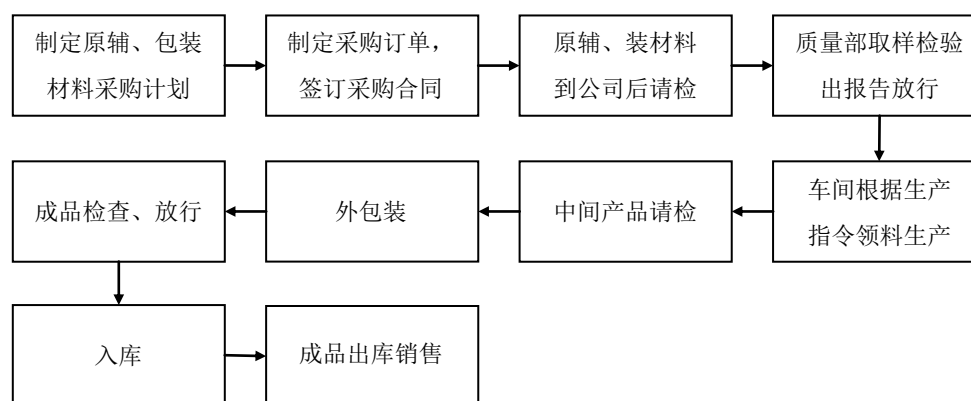 制定原辅、包装
材料采购计划
制定采购订单，
签订采购合同
原辅、装材料
到公司后请检
质量部取样检验
出报告放行
车间根据生产
指令领料生产
中间产品请检
外包装
成品检查、放行
入库
成品出库销售